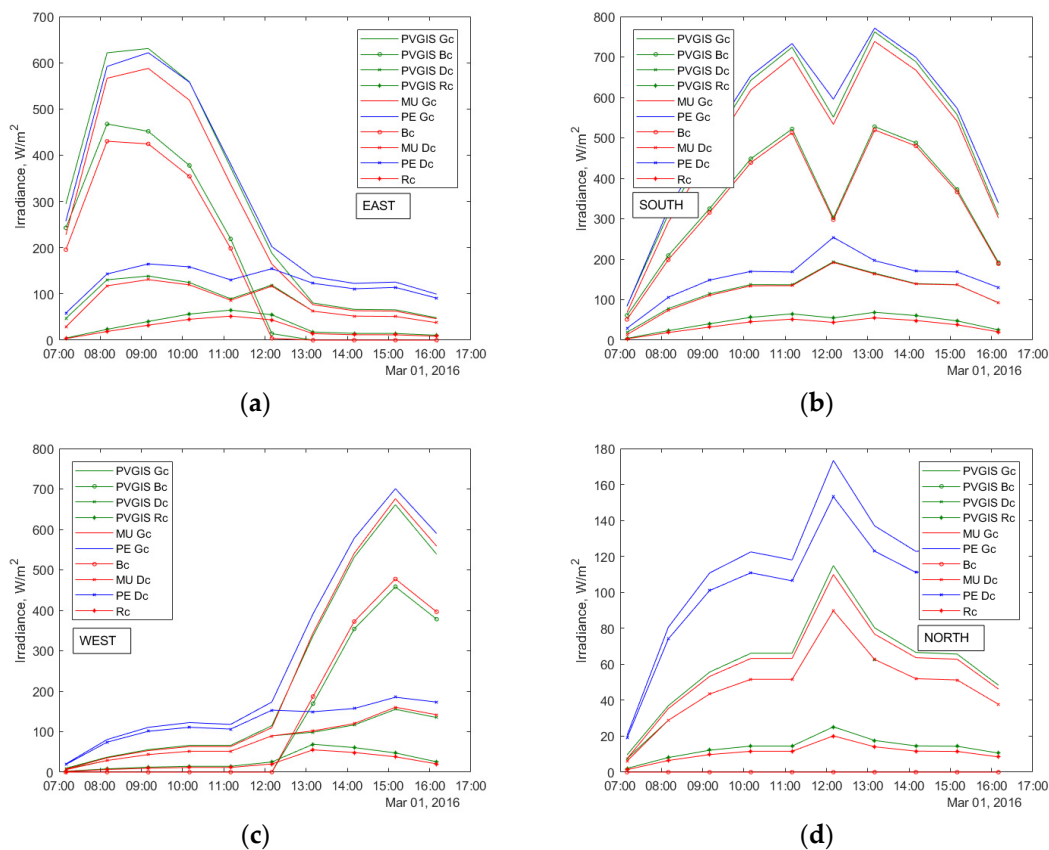 700
600
500
400
300
200
100
0
Irradiance, W/m²
PVGIS Gc
PVGIS Bc
PVGIS Dc
PVGIS Rc
MU Gc
PE Gc
Bc
MU Dc
PE Dc
Rc
EAST
07:00 08:00 09:00 10:00 11:00 12:00 13:00 14:00 15:00 16:00 17:00
Mar 01, 2016
(a)
800
700
600
500
400
300
200
100
0
Irradiance, W/m²
PVGIS Gc
PVGIS Bc
PVGIS Dc
PVGIS Rc
MU Gc
PE Gc
Bc
MU Dc
PE Dc
Rc
SOUTH
07:00 08:00 09:00 10:00 11:00 12:00 13:00 14:00 15:00 16:00 17:00
Mar 01, 2016
(b)
800
700
600
500
400
300
200
100
0
Irradiance, W/m²
PVGIS Gc
PVGIS Bc
PVGIS Dc
PVGIS Rc
MU Gc
PE Gc
Bc
MU Dc
PE Dc
Rc
WEST
07:00 08:00 09:00 10:00 11:00 12:00 13:00 14:00 15:00 16:00 17:00
Mar 01, 2016
(c)
180
160
140
120
100
80
60
40
20
0
Irradiance, W/m²
PVGIS Gc
PVGIS Bc
PVGIS Dc
PVGIS Rc
MU Gc
PE Gc
Bc
MU Dc
PE Dc
Rc
NORTH
07:00 08:00 09:00 10:00 11:00 12:00 13:00 14:00 15:00 16:00 17:00
Mar 01, 2016
(d)